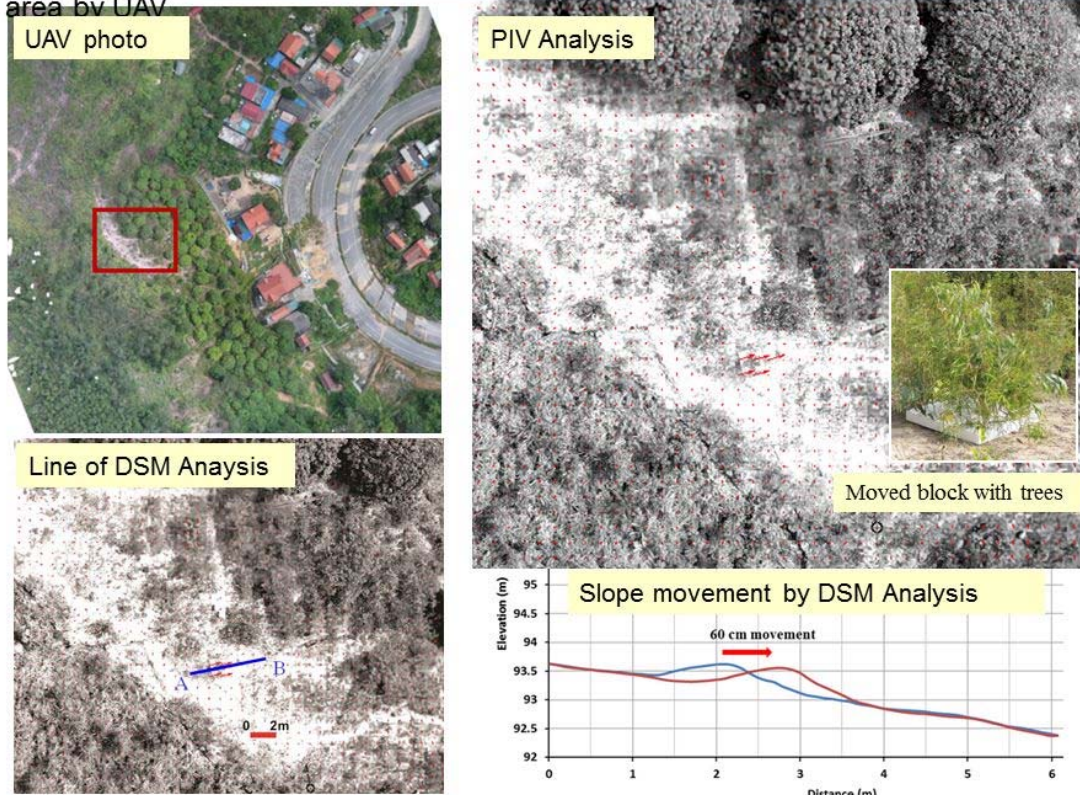 area by UAV
UAV photo
PIV Analysis
Moved block with trees
Line of DSM Anaysis
A
B
0 2m
Slope movement by DSM Analysis
60 cm movement
Elevation (m)
95
94.5
94
93.5
93
92.5
92
0 1 2 3 4 5 6
Distance (m)